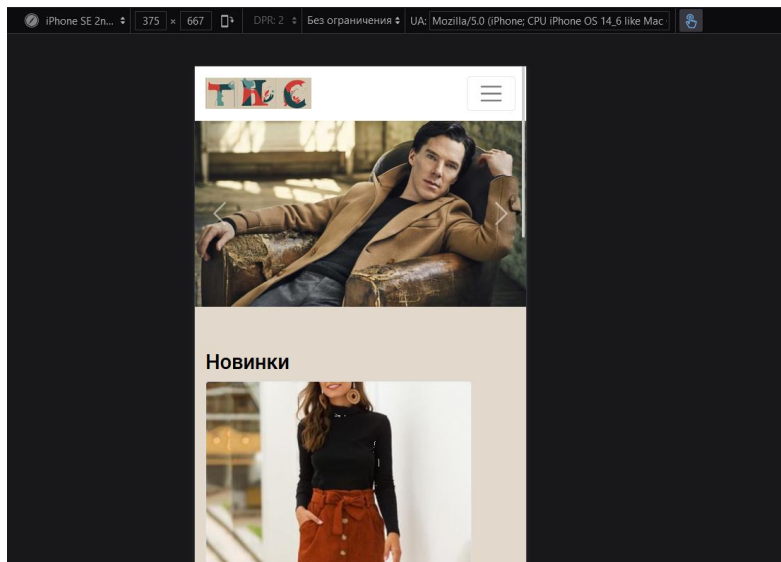 iPhone SE 2n... 375 × 667 DPR: 2 Без ограничения UA: Mozilla/5.0 (iPhone; CPU iPhone OS 14_6 like Mac
THC
Новинки